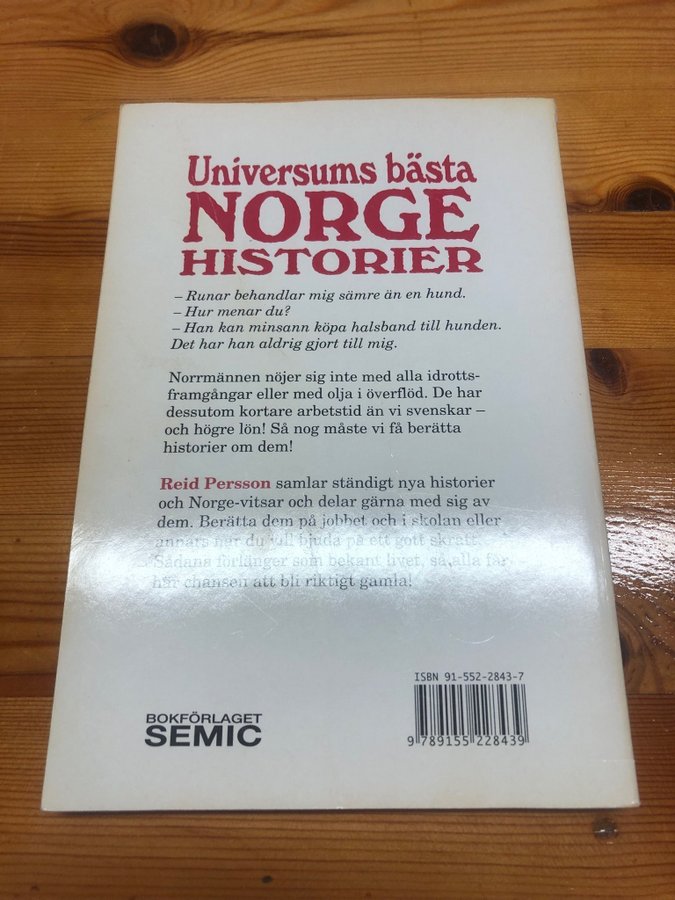 Universums bästa
NORGE
HISTORIER
– Runar behandlar mig sämre än en hund.
– Hur menar du?
– Han kan minsann köpa halsband till hunden.
Det har han aldrig gjort till mig.
Norrmännen nöjer sig inte med alla idrotts-
framgångar eller med olja i överflöd. De har
dessutom kortare arbetstid än vi svenskar –
och högre lön! Så nog måste vi få berätta
historier om dem!
Reid Persson samlar ständigt nya historier
och Norge-vitsar och delar gärna med sig av
dem. Berätta dem på jobbet och i skolan eller
annars när du vill bjuda på ett gott skratt.
Sådana förlänger som bekant livet, så alla får
här chansen att bli riktigt gamla!
ISBN 91-552-2843-7
9 789155 228439
BOKFÖRLAGET
SEMIC